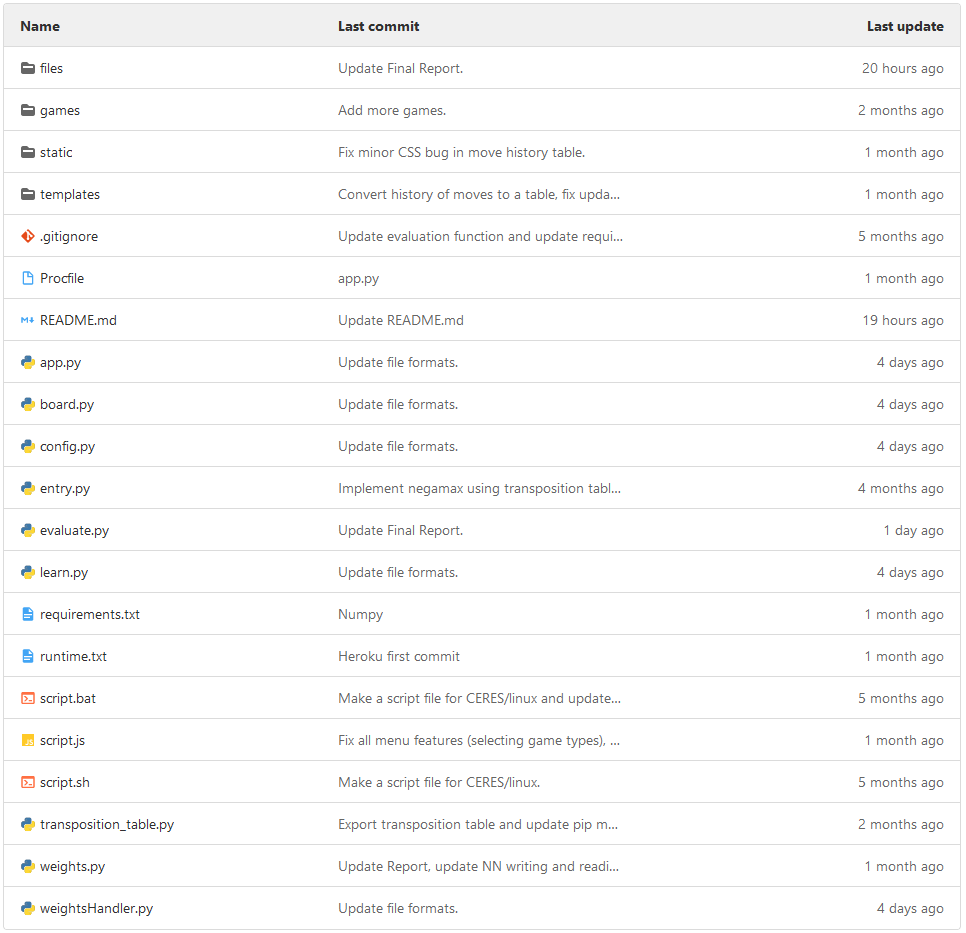 Name Last commit Last update
files Update Final Report. 20 hours ago
games Add more games. 2 months ago
static Fix minor CSS bug in move history table. 1 month ago
templates Convert history of moves to a table, fix upda... 1 month ago
.gitignore Update evaluation function and update requi... 5 months ago
Procfile app.py 1 month ago
README.md Update README.md 19 hours ago
app.py Update file formats. 4 days ago
board.py Update file formats. 4 days ago
config.py Update file formats. 4 days ago
entry.py Implement negamax using transposition tabl... 4 months ago
evaluate.py Update Final Report. 1 day ago
learn.py Update file formats. 4 days ago
requirements.txt Numpy 1 month ago
runtime.txt Heroku first commit 1 month ago
script.bat Make a script file for CERES/linux and update... 5 months ago
script.js Fix all menu features (selecting game types), ... 1 month ago
script.sh Make a script file for CERES/linux. 5 months ago
transposition_table.py Export transposition table and update pip m... 2 months ago
weights.py Update Report, update NN writing and readi... 1 month ago
weightsHandler.py Update file formats. 4 days ago